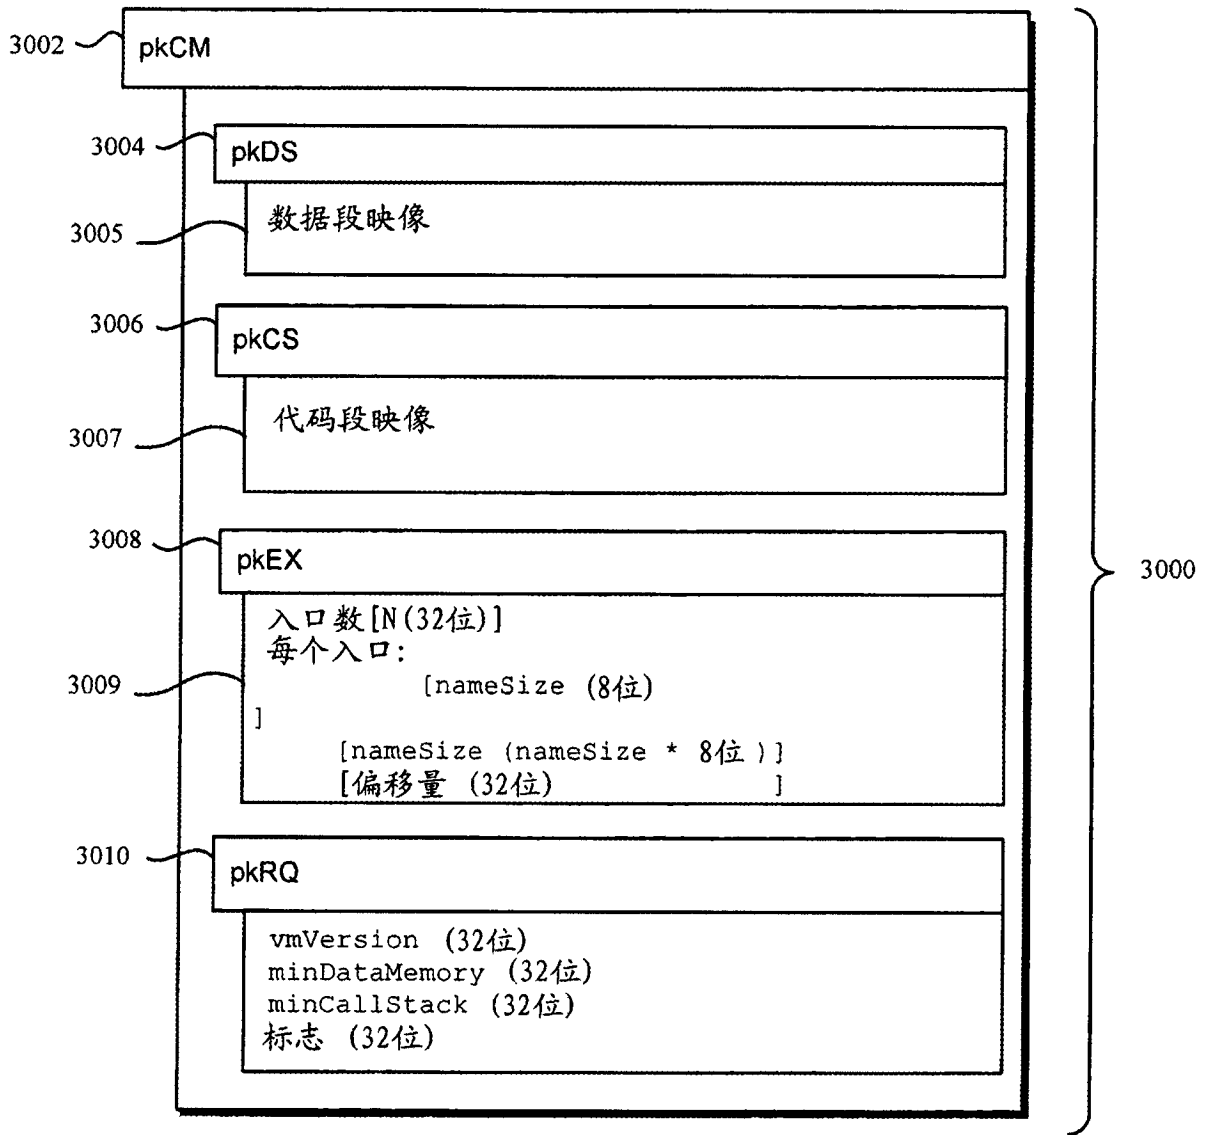 3002
pkCM
3004
pkDS
3005
数据段映像
3006
pkCS
3007
代码段映像
3008
pkEX
3000
入口数[N(32位)]
每个入口:
3009
[nameSize (8位)
]
[nameSize (nameSize * 8位 )]
[偏移量 (32位) ]
3010
pkRQ
vmVersion (32位)
minDataMemory (32位)
minCallStack (32位)
标志 (32位)